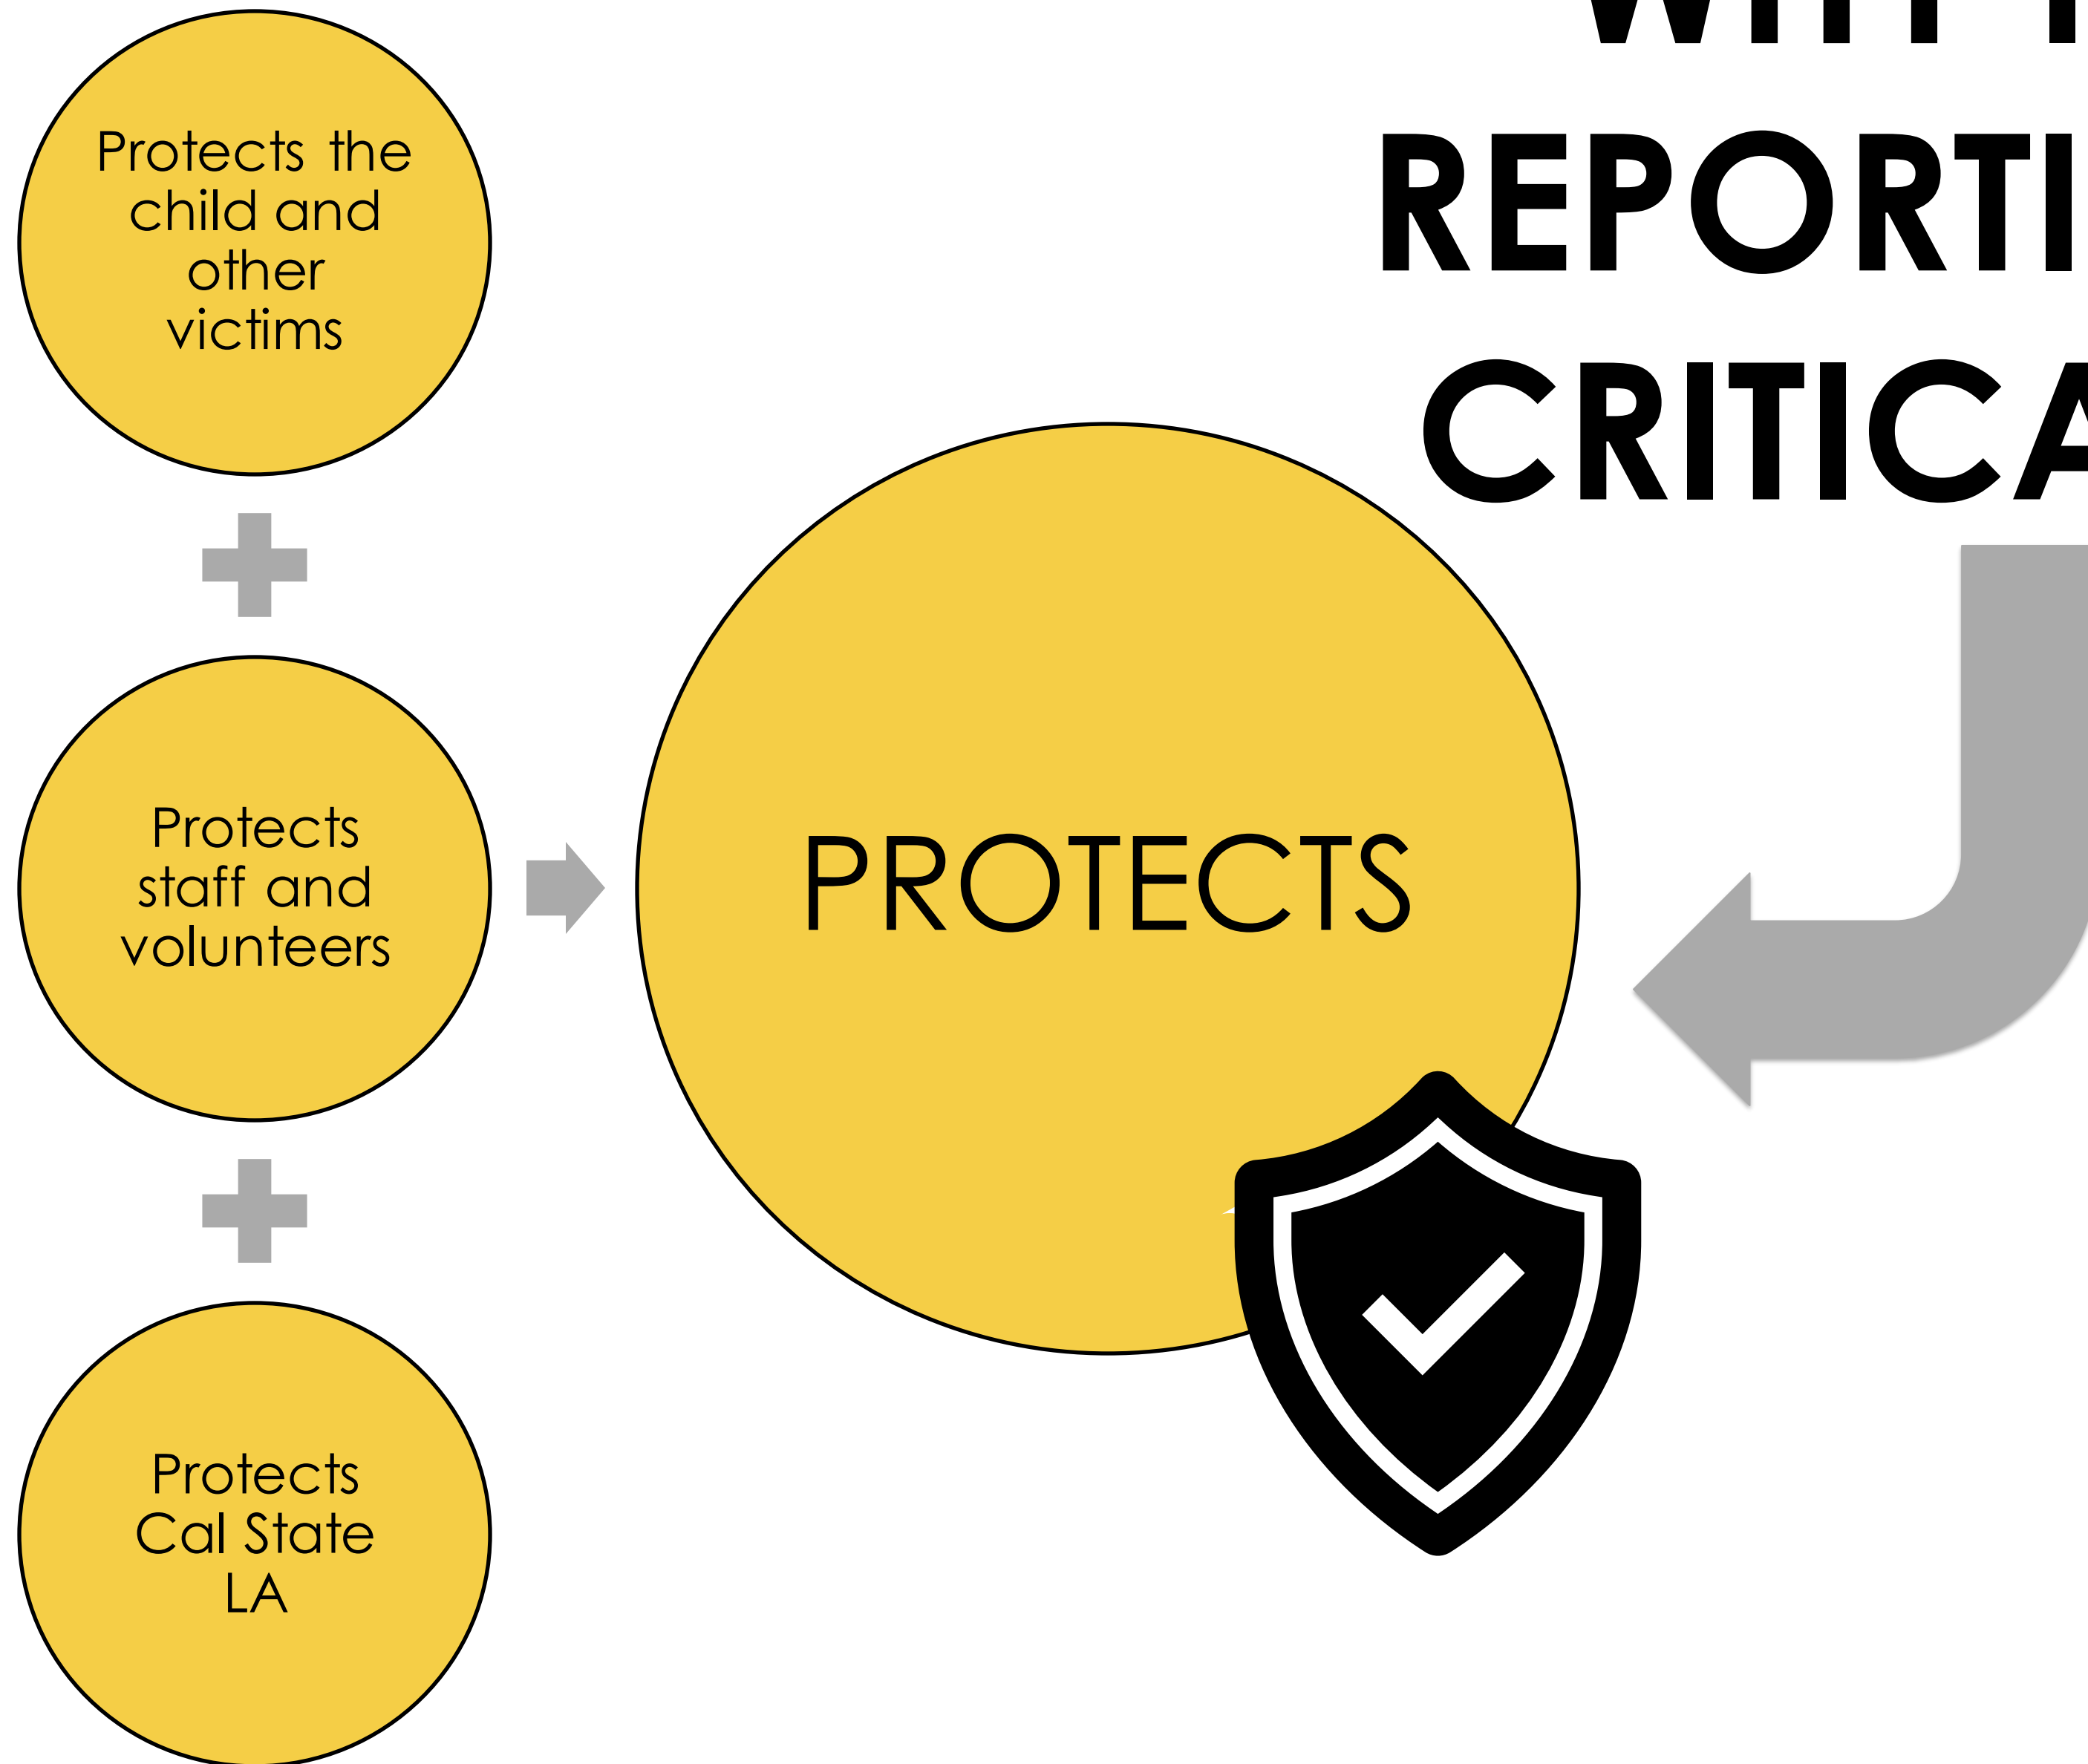 REPORTI
CRITICA
Protects the
child and
other
victims
Protects
staff and
volunteers
Protects
Cal State
LA
PROTECTS